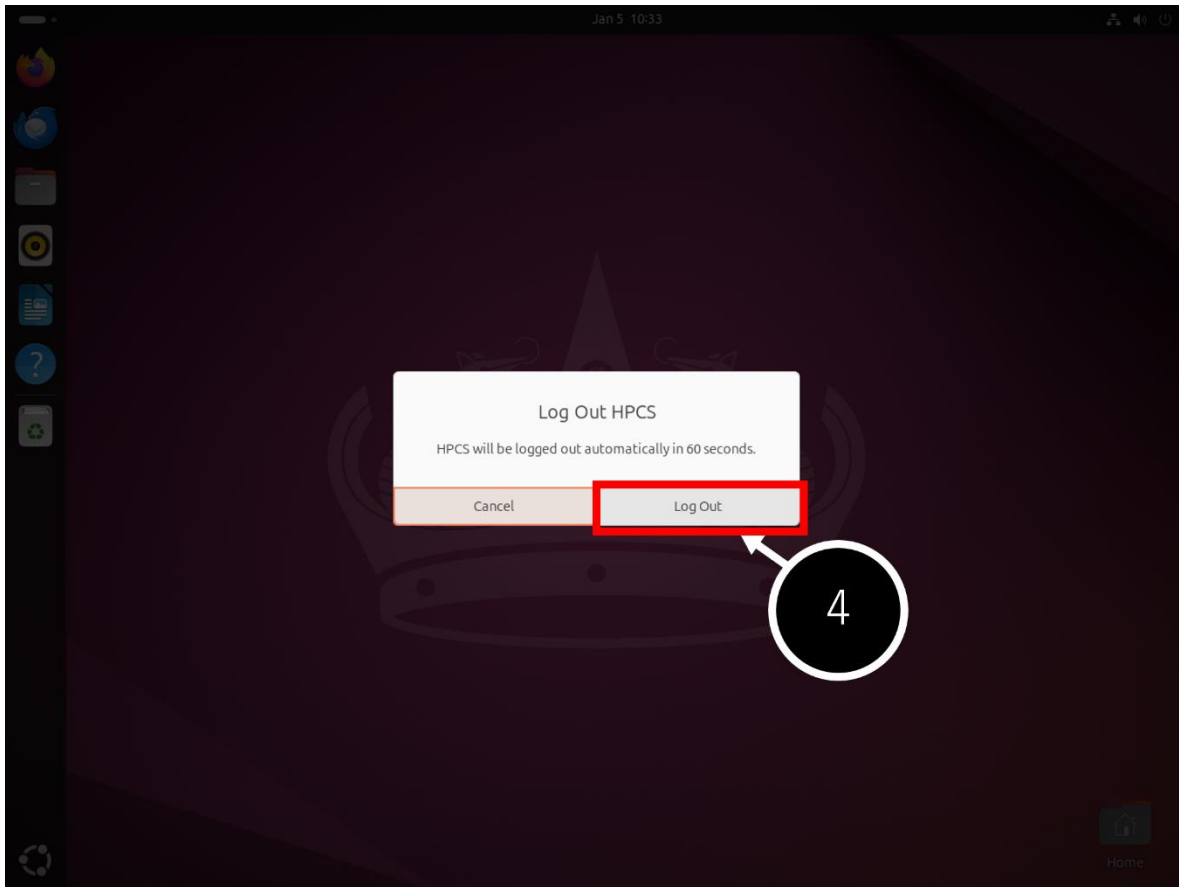 Jan 5 10:33
Log Out HPCS
HPCS will be logged out automatically in 60 seconds.
Cancel
Log Out
4
Home